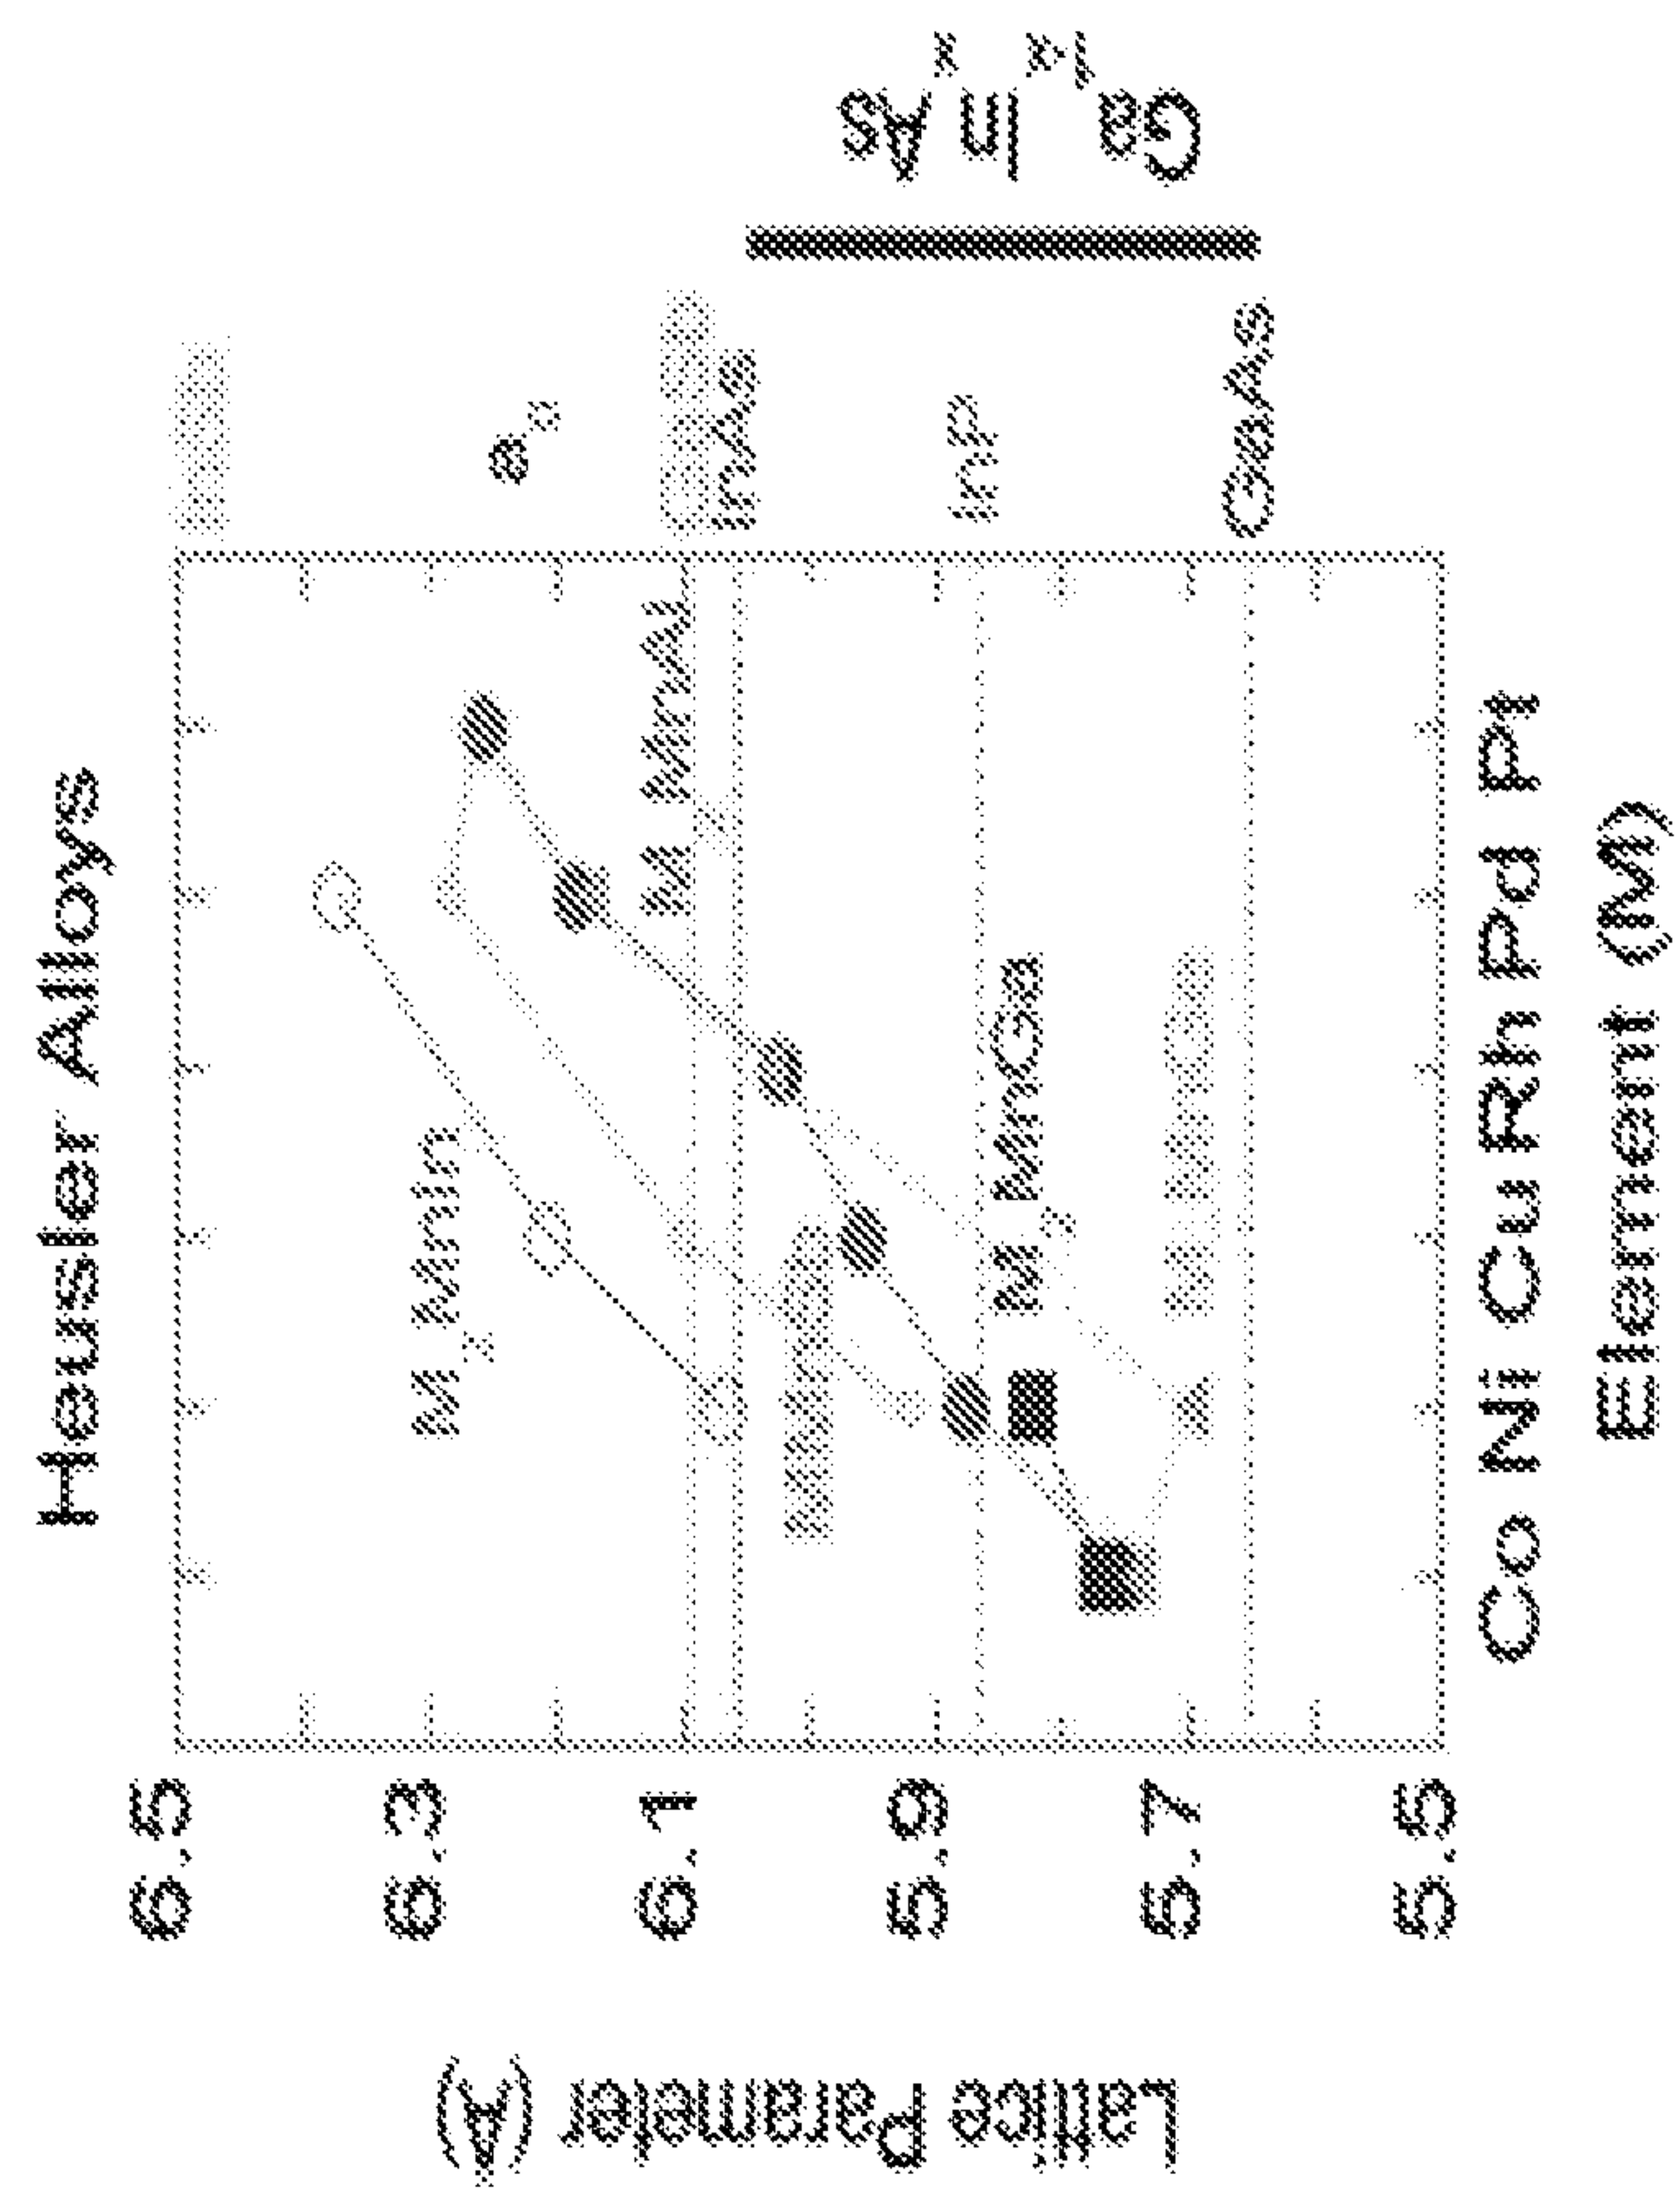 Heusler Alloys
6.5
6.3
6.1
5.9
5.7
5.5
Lattice Parameter (Å)
M₂MnIn
M₂MnAl
M₂MnGa
a₀
InAs
InP
GaAs
Ga₁₋ₓInₓAs
Co Ni Cu Rh Pd Pt
Element (M)